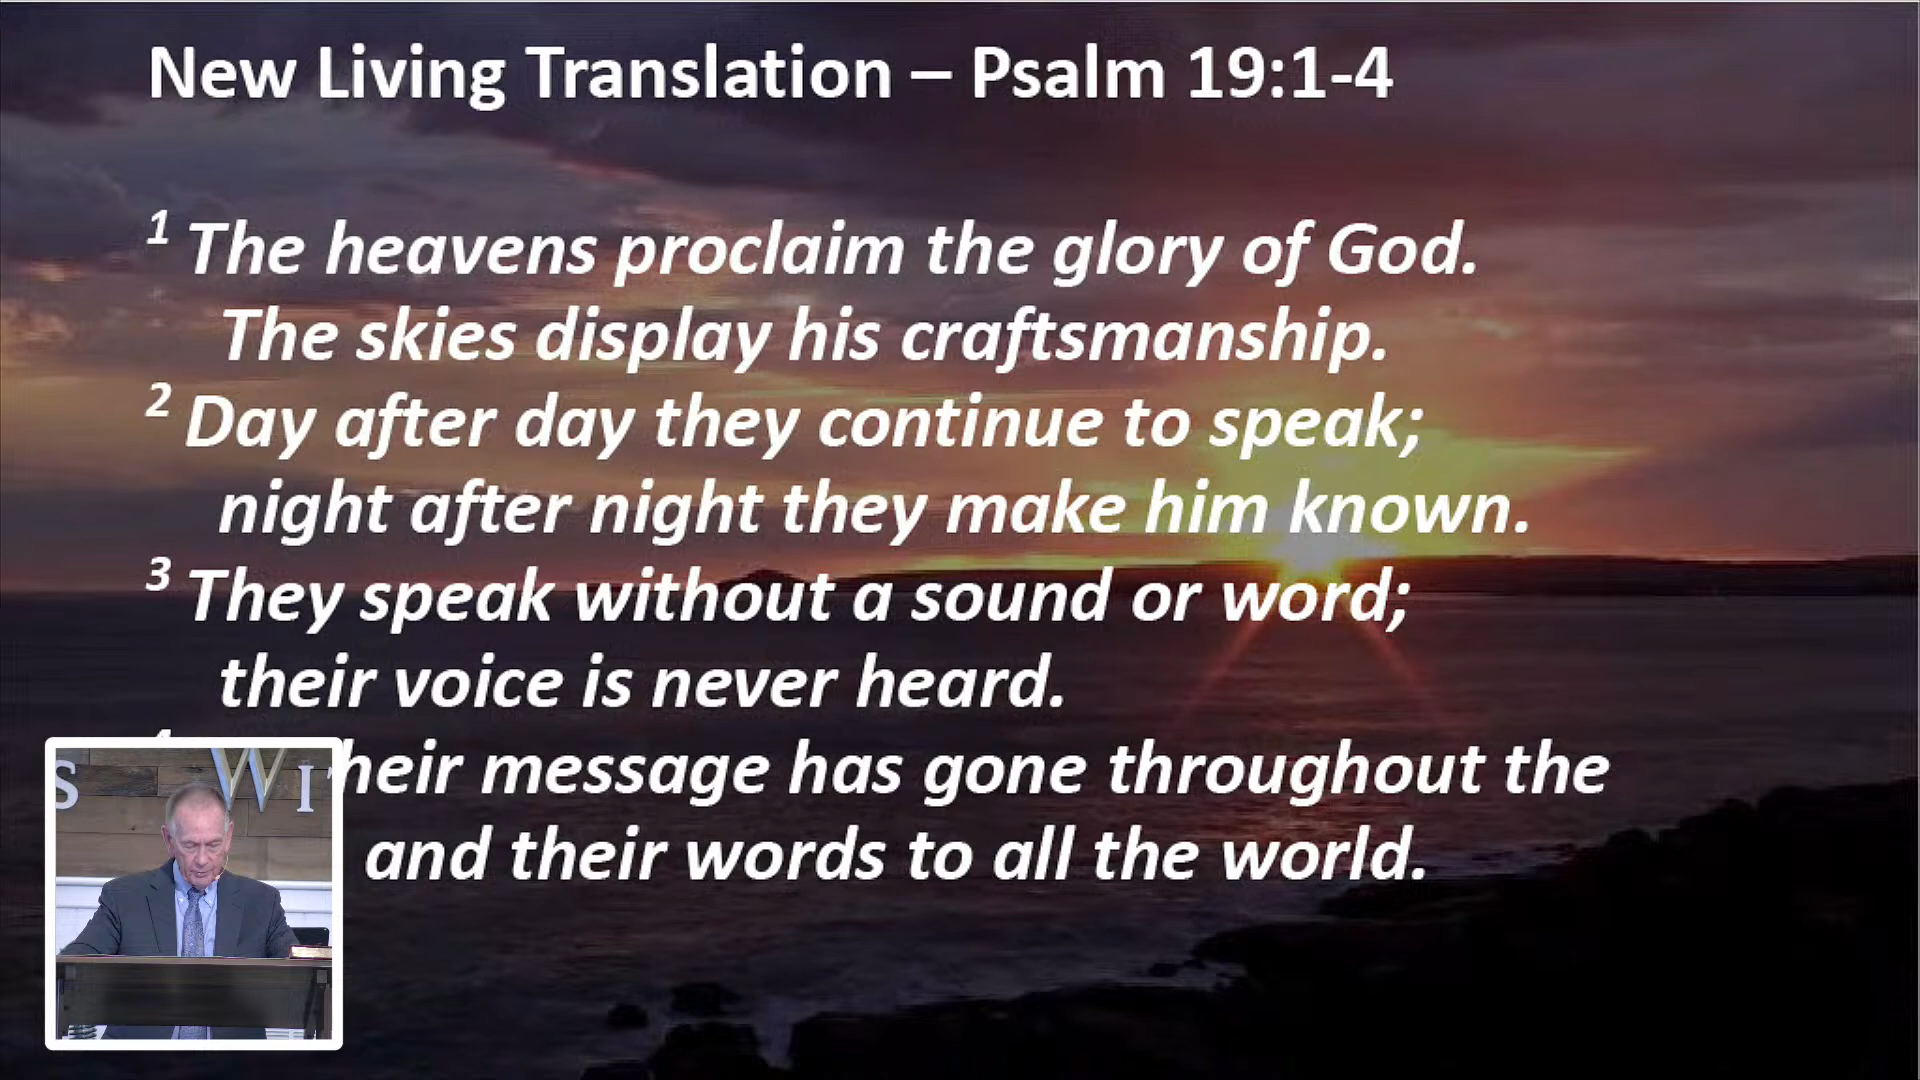 New Living Translation – Psalm 19:1-4
1 The heavens proclaim the glory of God.
The skies display his craftsmanship.
2 Day after day they continue to speak;
night after night they make him known.
3 They speak without a sound or word;
their voice is never heard.
heir message has gone throughout the
and their words to all the world.
S WI